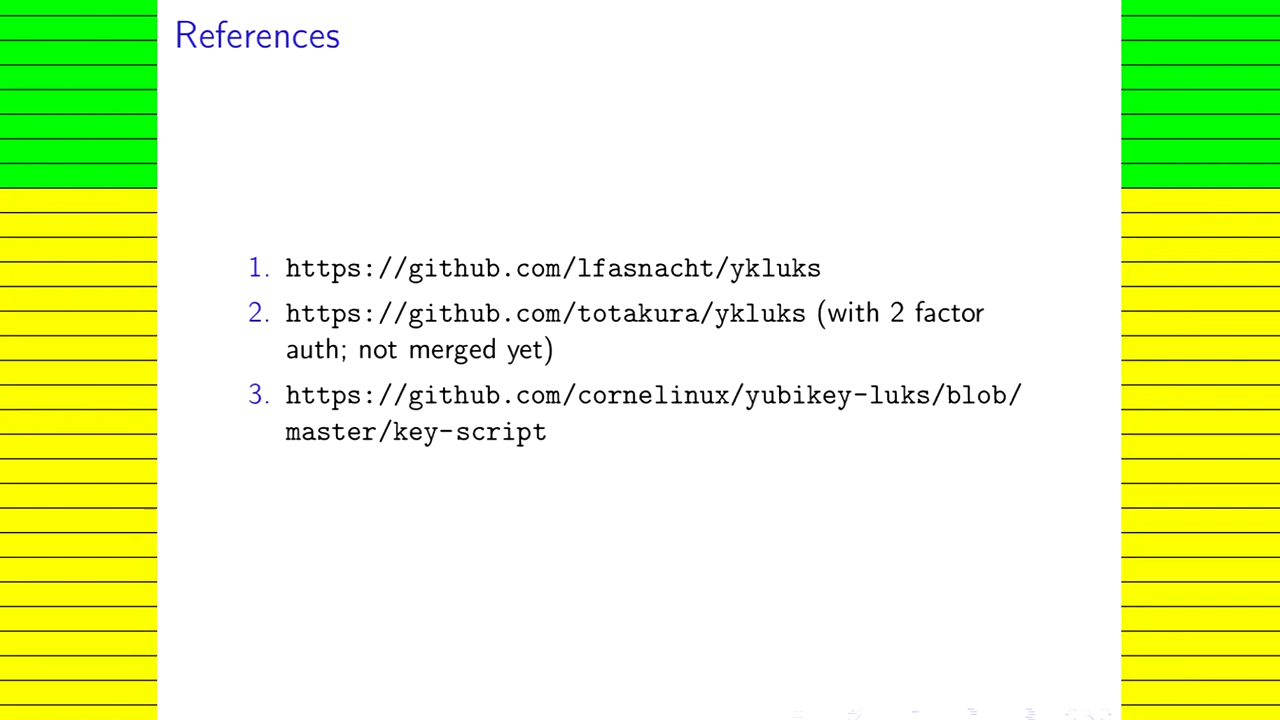 References
1. https://github.com/lfasnacht/ykluks
2. https://github.com/totakura/ykluks (with 2 factor
auth; not merged yet)
3. https://github.com/cornelinux/yubikey-luks/blob/
master/key-script